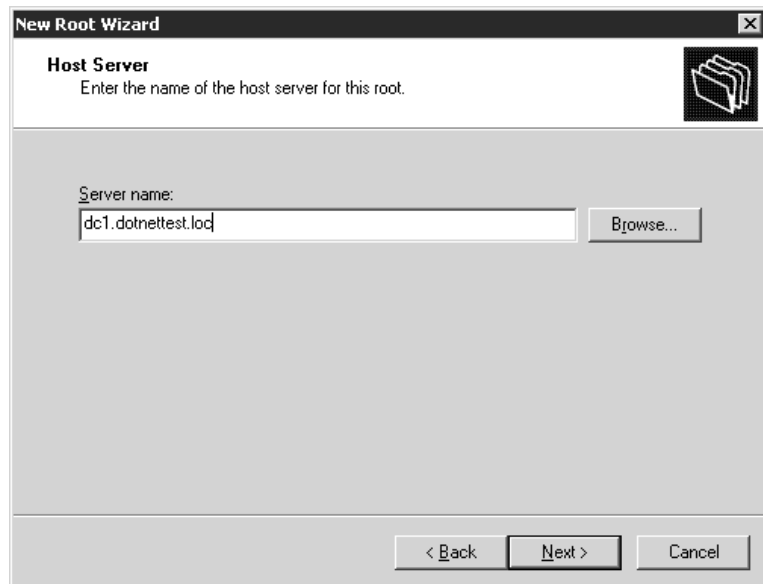 New Root Wizard
Host Server
Enter the name of the host server for this root.
Server name:
dc1.dotnettest.loc
Browse...
< Back
Next >
Cancel